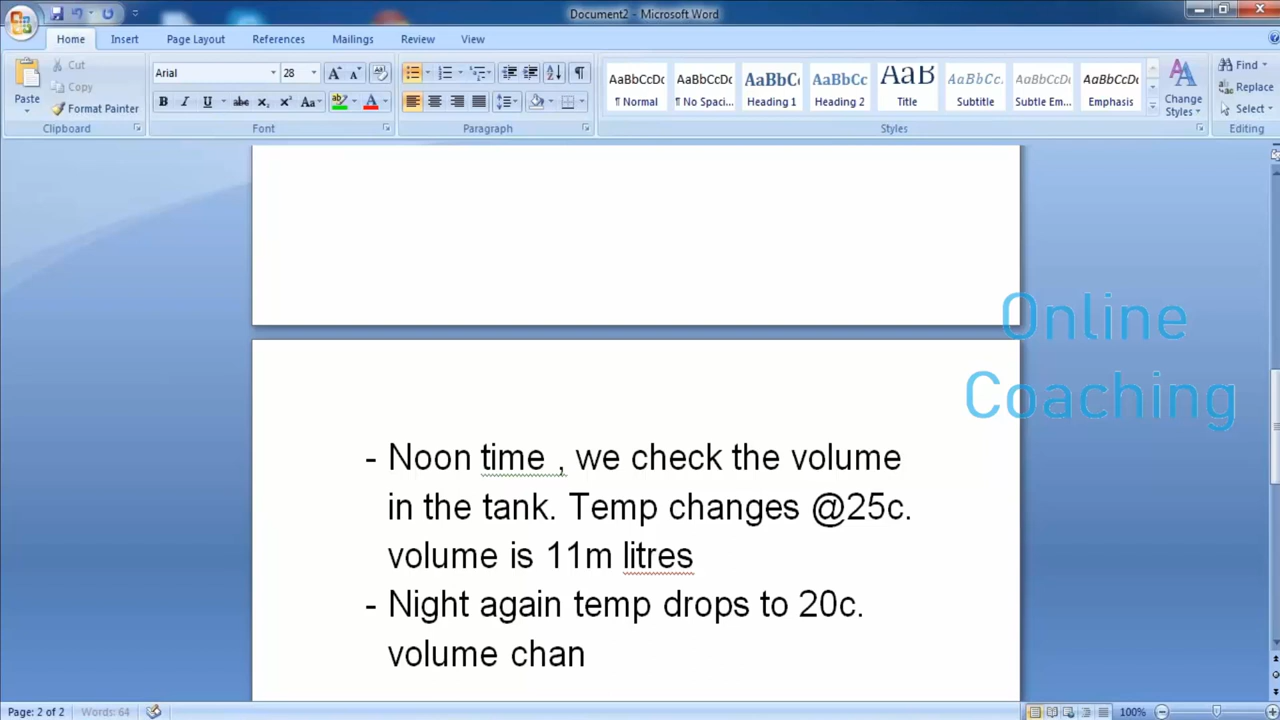 Document2 - Microsoft Word
Home Insert Page Layout References Mailings Review View
Paste
Cut
Copy
Format Painter
Clipboard
Arial 28
Font
Paragraph
AaBbCcDc AaBbCcDc AaBbC AaBbCc AaB AaBbCc. AaBbCcDc AaBbCcDc
¶ Normal ¶ No Spaci... Heading 1 Heading 2 Title Subtitle Subtle Em... Emphasis
Change Styles
Styles
Find
Replace
Select
Editing
Online
Coaching
- Noon time , we check the volume
in the tank. Temp changes @25c.
volume is 11m litres
- Night again temp drops to 20c.
volume chan
Page: 2 of 2 Words: 64 100%